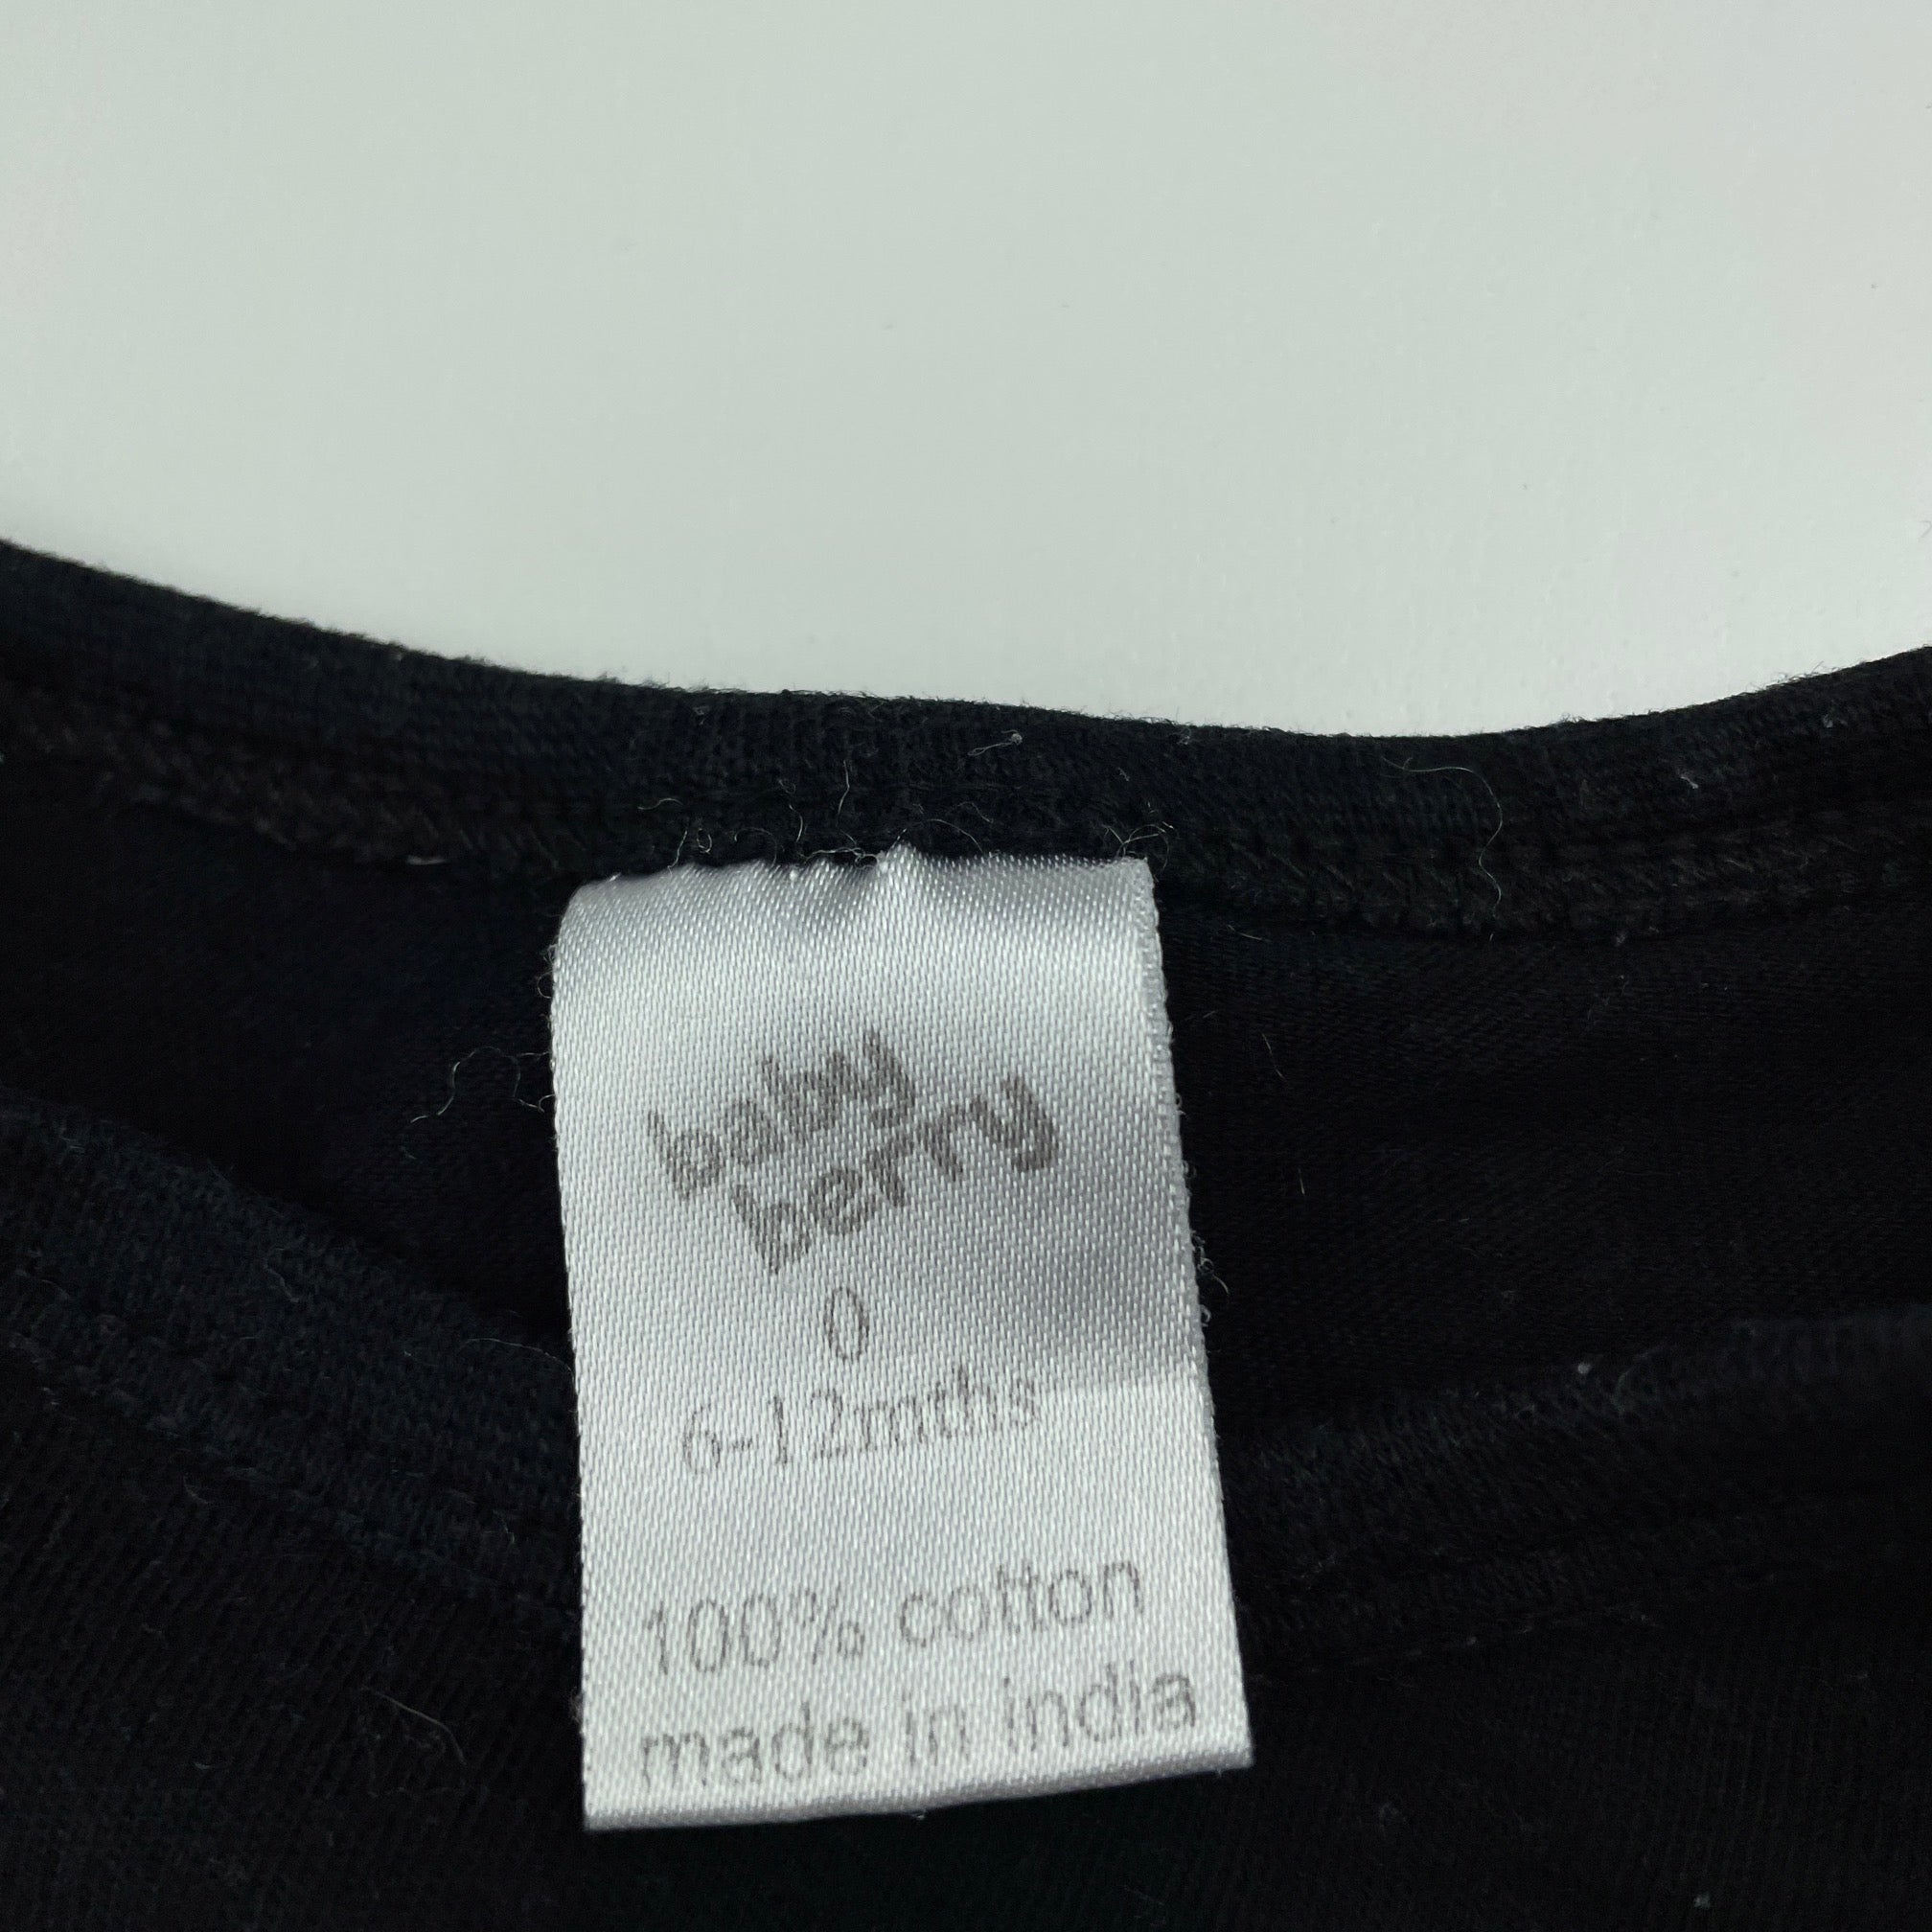 baby
berry
0
6-12mths
100% cotton
made in india